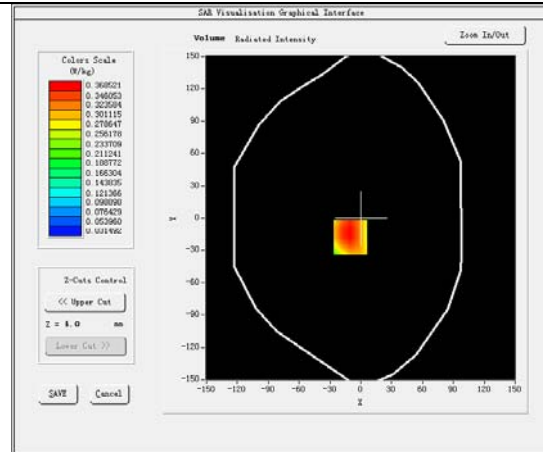 SAR Visualisation Graphical Interface
Volume Radiated Intensity
Zoom In/Out
Colors Scale
(W/kg)
0.368521
0.346053
0.323584
0.301115
0.278647
0.256178
0.233709
0.211241
0.188772
0.166304
0.143835
0.121366
0.098898
0.076429
0.053960
0.031492
150
120
90
60
30
0
-30
-60
-90
-120
-150
Y
-150 -120 -90 -60 -30 0 30 60 90 120 150
X
Z-Cuts Control
<< Upper Cut
Z = 4.0 mm
Lower Cut >>
SAVE Cancel